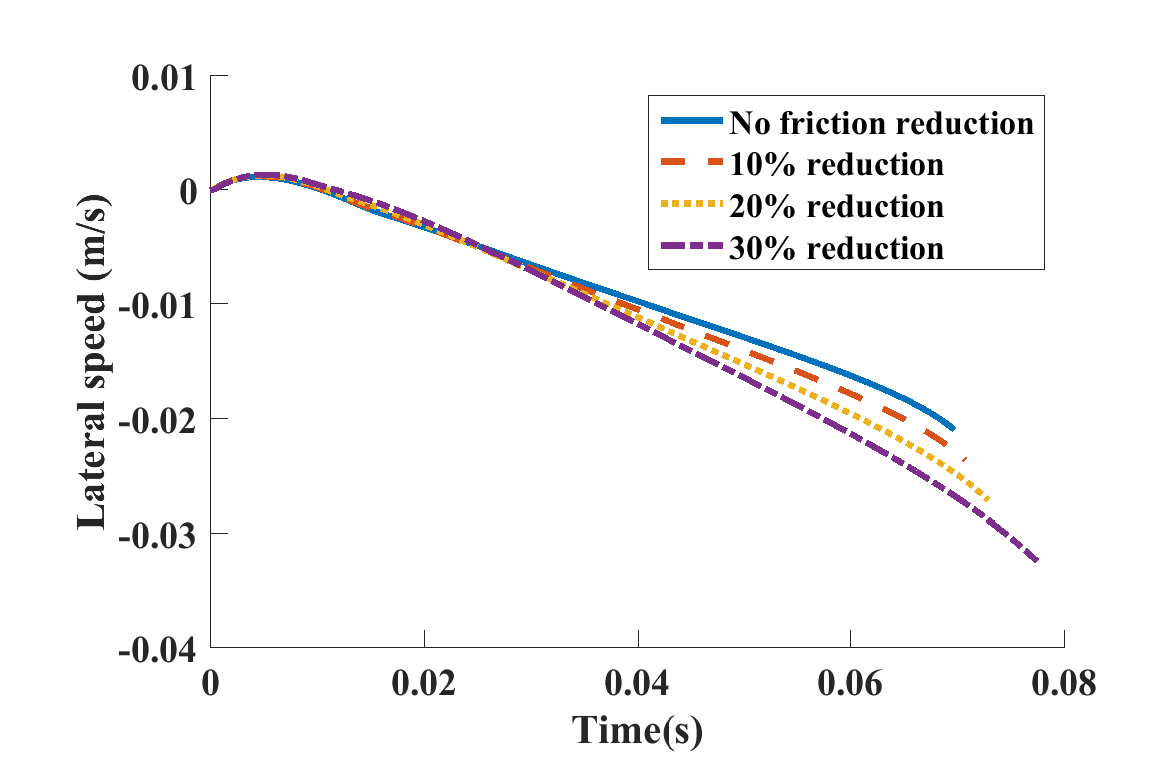 0.01
0
-0.01
-0.02
-0.03
-0.04
Lateral speed (m/s)
No friction reduction
10% reduction
20% reduction
30% reduction
0
0.02
0.04
0.06
0.08
Time(s)